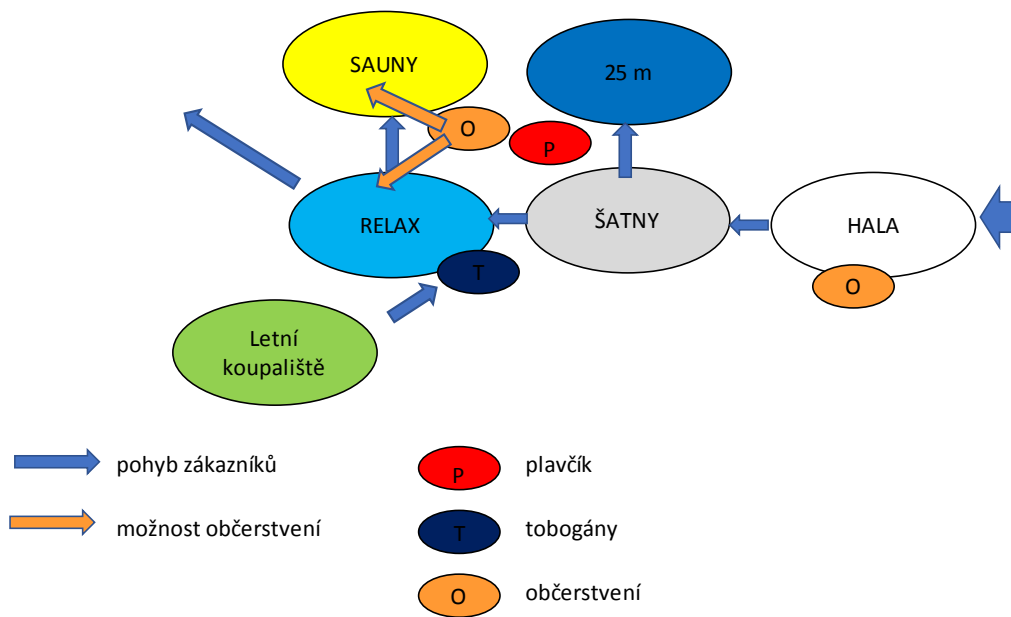 SAUNY
25 m
O
P
RELAX
ŠATNY
HALA
T
O
Letní
koupaliště
pohyb zákazníků
P
plavčík
možnost občerstvení
T
tobogány
O
občerstvení